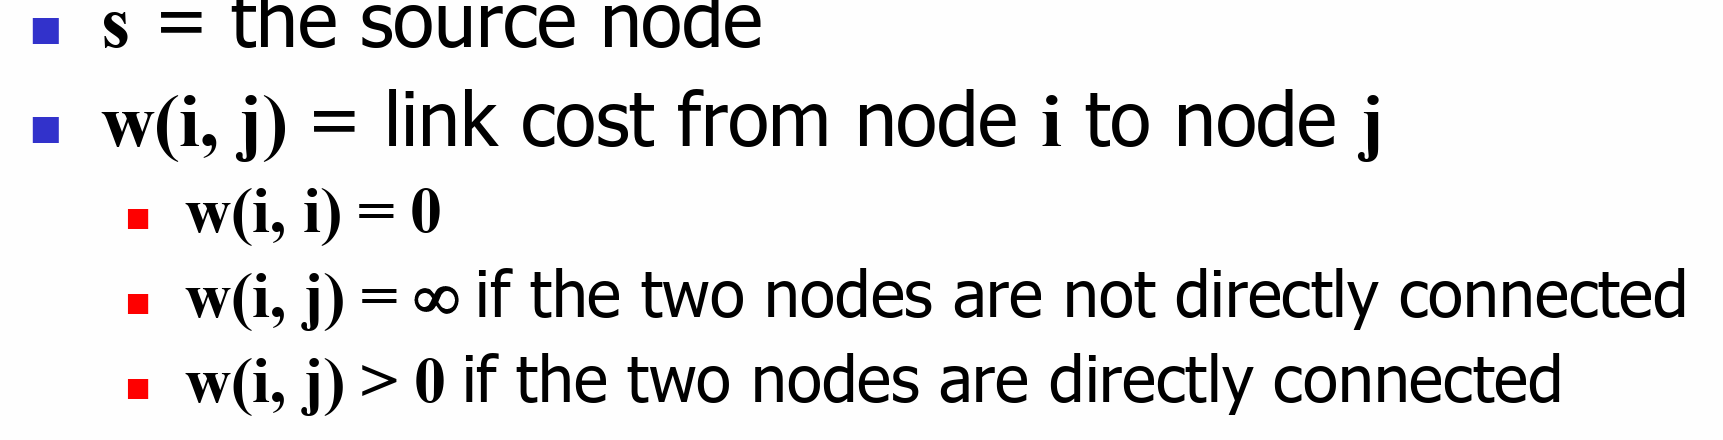 s = the source node
w(i, j) = link cost from node i to node j
w(i, i) = 0
w(i, j) = ∞ if the two nodes are not directly connected
w(i, j) > 0 if the two nodes are directly connected